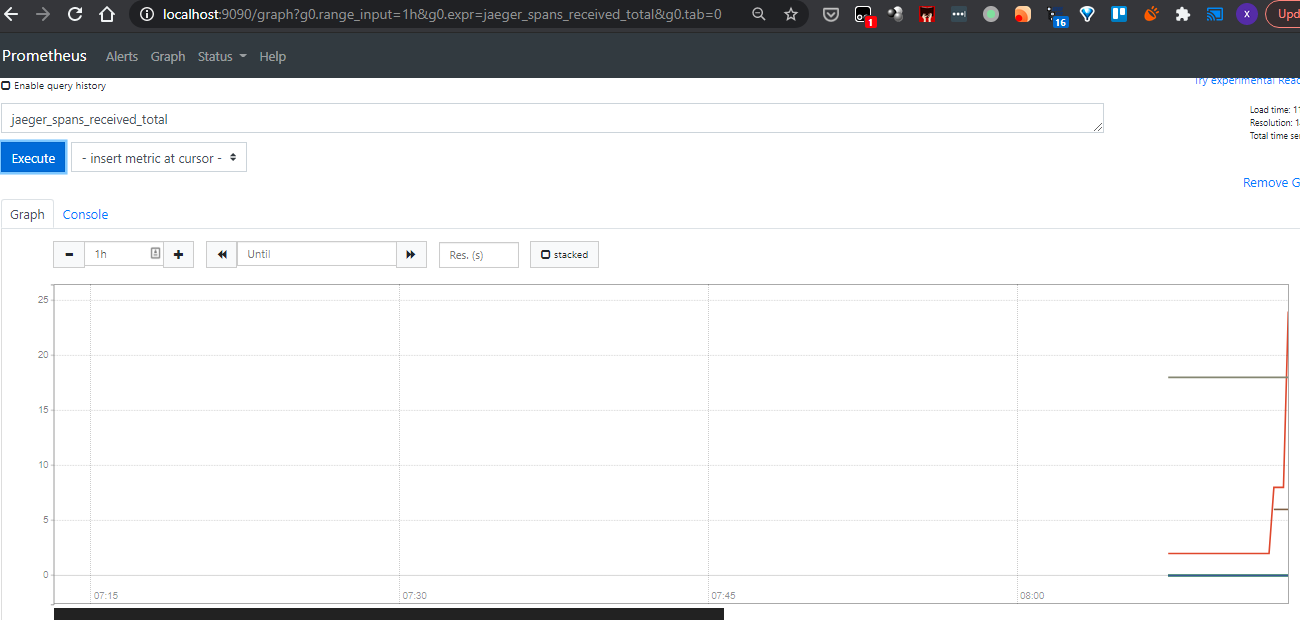 localhost:9090/graph?g0.range_input=1h&g0.expr=jaeger_spans_received_total&g0.tab=0
1
16
X
Upd
Prometheus Alerts Graph Status Help
Enable query history
Try experimental Reac
jaeger_spans_received_total
Load time: 11
Resolution: 1
Total time se
Execute
- insert metric at cursor -
Remove G
Graph Console
1h
Until
Res. (s)
stacked
25
20
15
10
5
0
07:15 07:30 07:45 08:00